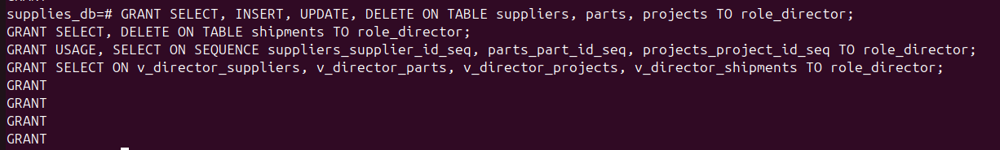 supplies_db=# GRANT SELECT, INSERT, UPDATE, DELETE ON TABLE suppliers, parts, projects TO role_director;
GRANT SELECT, DELETE ON TABLE shipments TO role_director;
GRANT USAGE, SELECT ON SEQUENCE suppliers_supplier_id_seq, parts_part_id_seq, projects_project_id_seq TO role_director;
GRANT SELECT ON v_director_suppliers, v_director_parts, v_director_projects, v_director_shipments TO role_director;
GRANT
GRANT
GRANT
GRANT